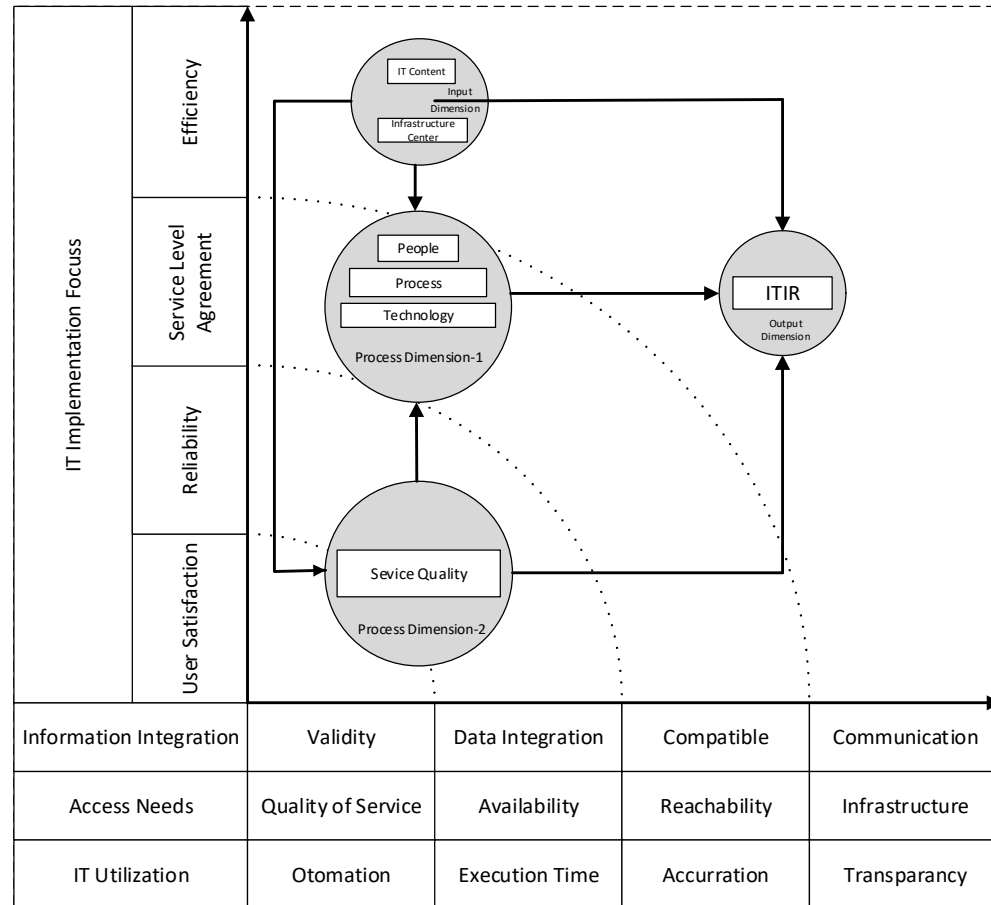 IT Implementation Focuss
Efficiency
Service Level
Agreement
Reliability
User Satisfaction
IT Content
Input
Dimension
Infrastructure
Center
People
Process
Technology
Process Dimension-1
ITIR
Output
Dimension
Sevice Quality
Process Dimension-2
Information Integration Validity Data Integration Compatible Communication
Access Needs Quality of Service Availability Reachability Infrastructure
IT Utilization Otomation Execution Time Accurration Transparancy